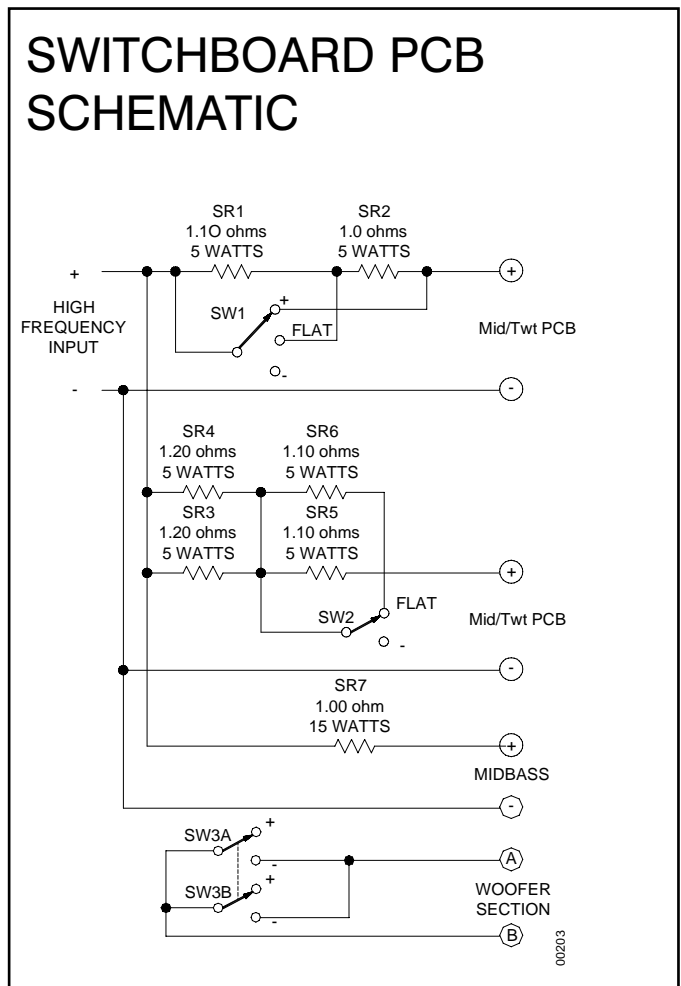 SWITCHBOARD PCB
SCHEMATIC
SR1
1.1O ohms
5 WATTS
SR2
1.0 ohms
5 WATTS
+
+
HIGH
FREQUENCY
INPUT
SW1
+
FLAT
-
Mid/Twt PCB
-
-
SR4
1.20 ohms
5 WATTS
SR6
1.10 ohms
5 WATTS
SR3
1.20 ohms
5 WATTS
SR5
1.10 ohms
5 WATTS
+
FLAT
SW2
-
Mid/Twt PCB
-
SR7
1.00 ohm
15 WATTS
+
MIDBASS
-
SW3A
+
-
A
SW3B
+
-
WOOFER
SECTION
B
00203